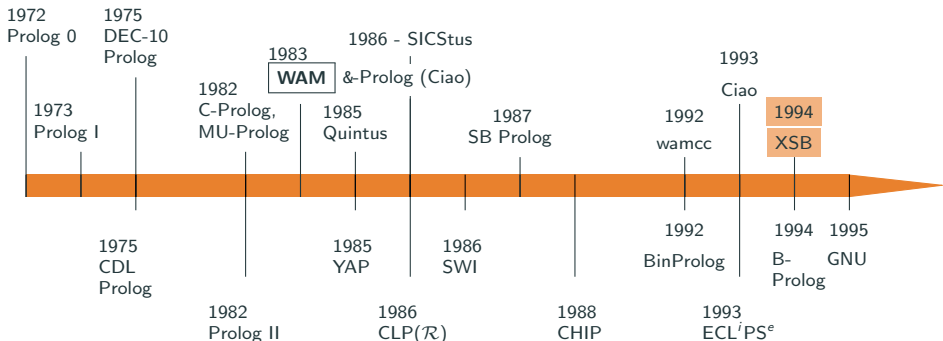 1972
Prolog 0
1973
Prolog I
1975
DEC-10
Prolog
1982
C-Prolog,
MU-Prolog
1983
WAM
1986 - SICStus
&-Prolog (Ciao)
1985
Quintus
1987
SB Prolog
1992
wamcc
1993
Ciao
1994
XSB
1975
CDL
Prolog
1982
Prolog II
1985
YAP
1986
CLP(ℛ)
1986
SWI
1988
CHIP
1992
BinProlog
1993
ECLⁱPSᵉ
1994
B-
Prolog
1995
GNU